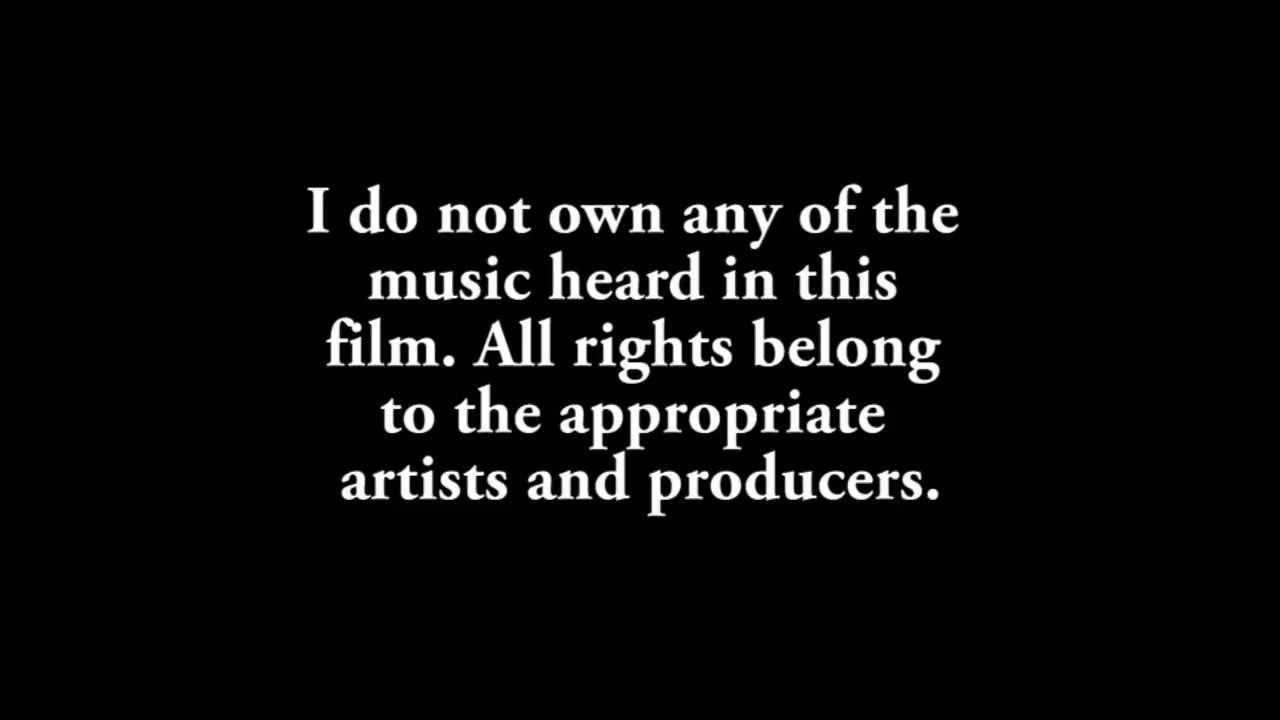 I do not own any of the
music heard in this
film. All rights belong
to the appropriate
artists and producers.